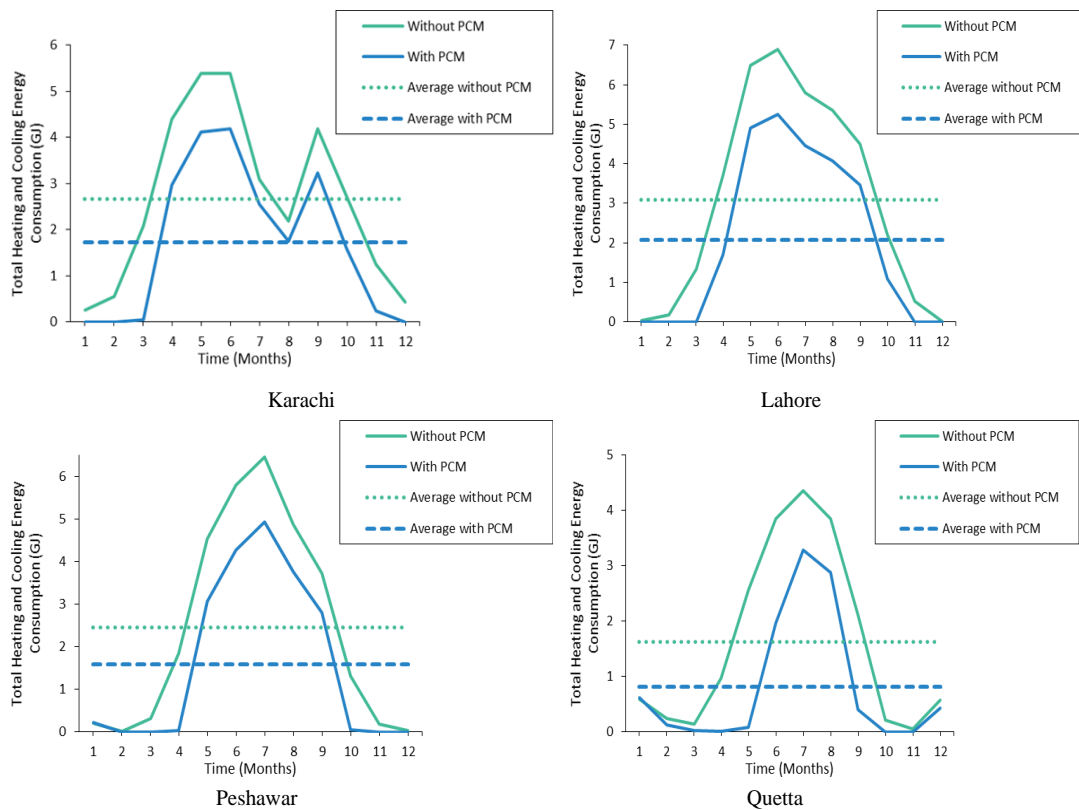 Without PCM
With PCM
Average without PCM
Average with PCM
Total Heating and Cooling Energy
Consumption (GJ)
6
5
4
3
2
1
0
1 2 3 4 5 6 7 8 9 10 11 12
Time (Months)
Karachi
Without PCM
With PCM
Average without PCM
Average with PCM
Total Heating and Cooling Energy
Consumption (GJ)
7
6
5
4
3
2
1
0
1 2 3 4 5 6 7 8 9 10 11 12
Time (Months)
Lahore
Without PCM
With PCM
Average without PCM
Average with PCM
Total Heating and Cooling Energy
Consumption (GJ)
6
5
4
3
2
1
0
1 2 3 4 5 6 7 8 9 10 11 12
Time (Months)
Peshawar
Without PCM
With PCM
Average without PCM
Average with PCM
Total Heating and Cooling Energy
Consumption (GJ)
5
4
3
2
1
0
1 2 3 4 5 6 7 8 9 10 11 12
Time (Months)
Quetta